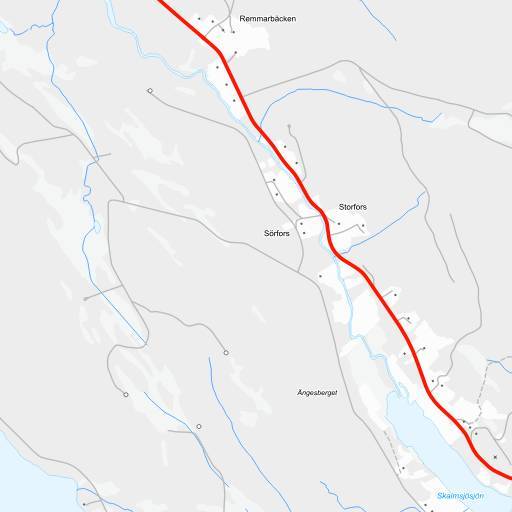 Remmarbäcken
Storfors
Sörfors
Ängesberget
Skalmsjösjön